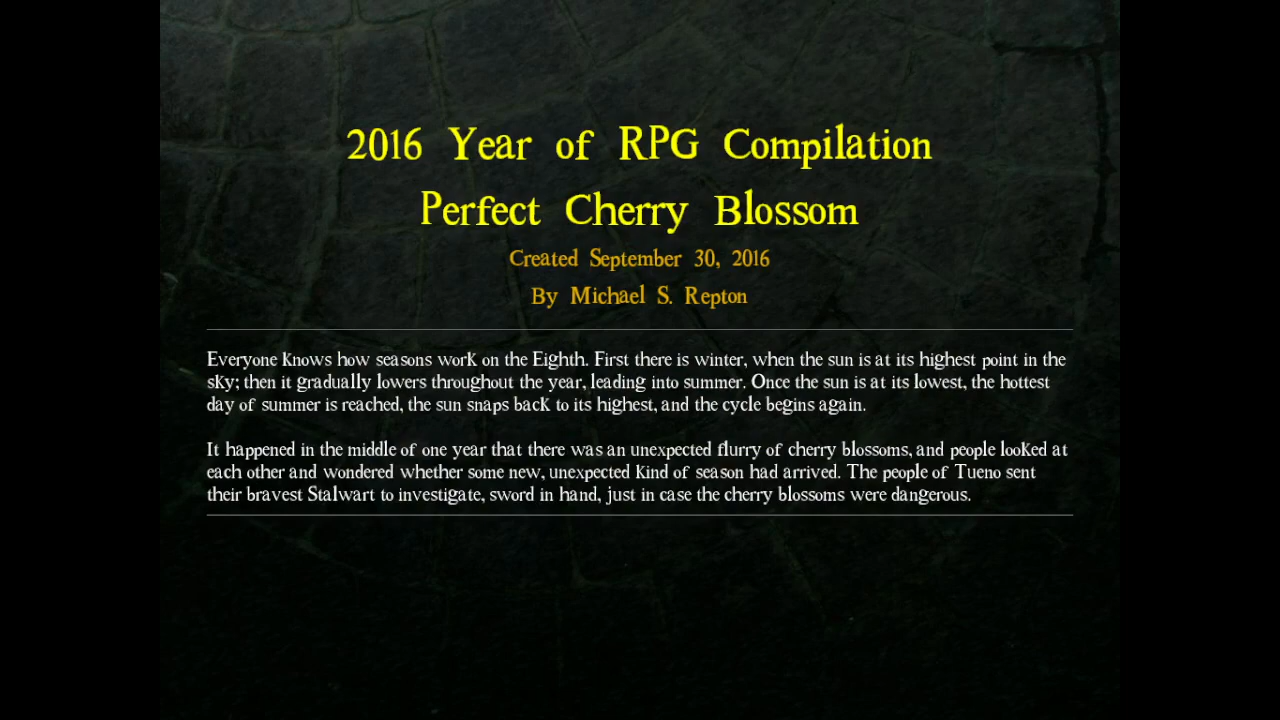 2016 Year of RPG Compilation
Perfect Cherry Blossom
Created September 30, 2016
By Michael S. Repton
Everyone knows how seasons work on the Eighth. First there is winter, when the sun is at its highest point in the
sky; then it gradually lowers throughout the year, leading into summer. Once the sun is at its lowest, the hottest
day of summer is reached, the sun snaps back to its highest, and the cycle begins again.
It happened in the middle of one year that there was an unexpected flurry of cherry blossoms, and people looked at
each other and wondered whether some new, unexpected kind of season had arrived. The people of Tueno sent
their bravest Stalwart to investigate, sword in hand, just in case the cherry blossoms were dangerous.